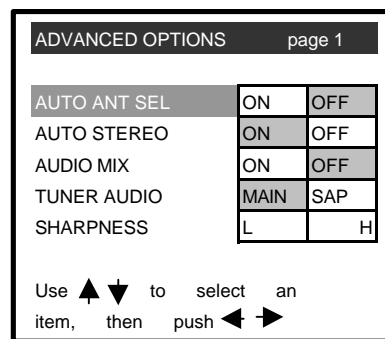 ADVANCED OPTIONS page 1
AUTO ANT SEL ON OFF
AUTO STEREO ON OFF
AUDIO MIX ON OFF
TUNER AUDIO MAIN SAP
SHARPNESS L H
Use to select an
item, then push